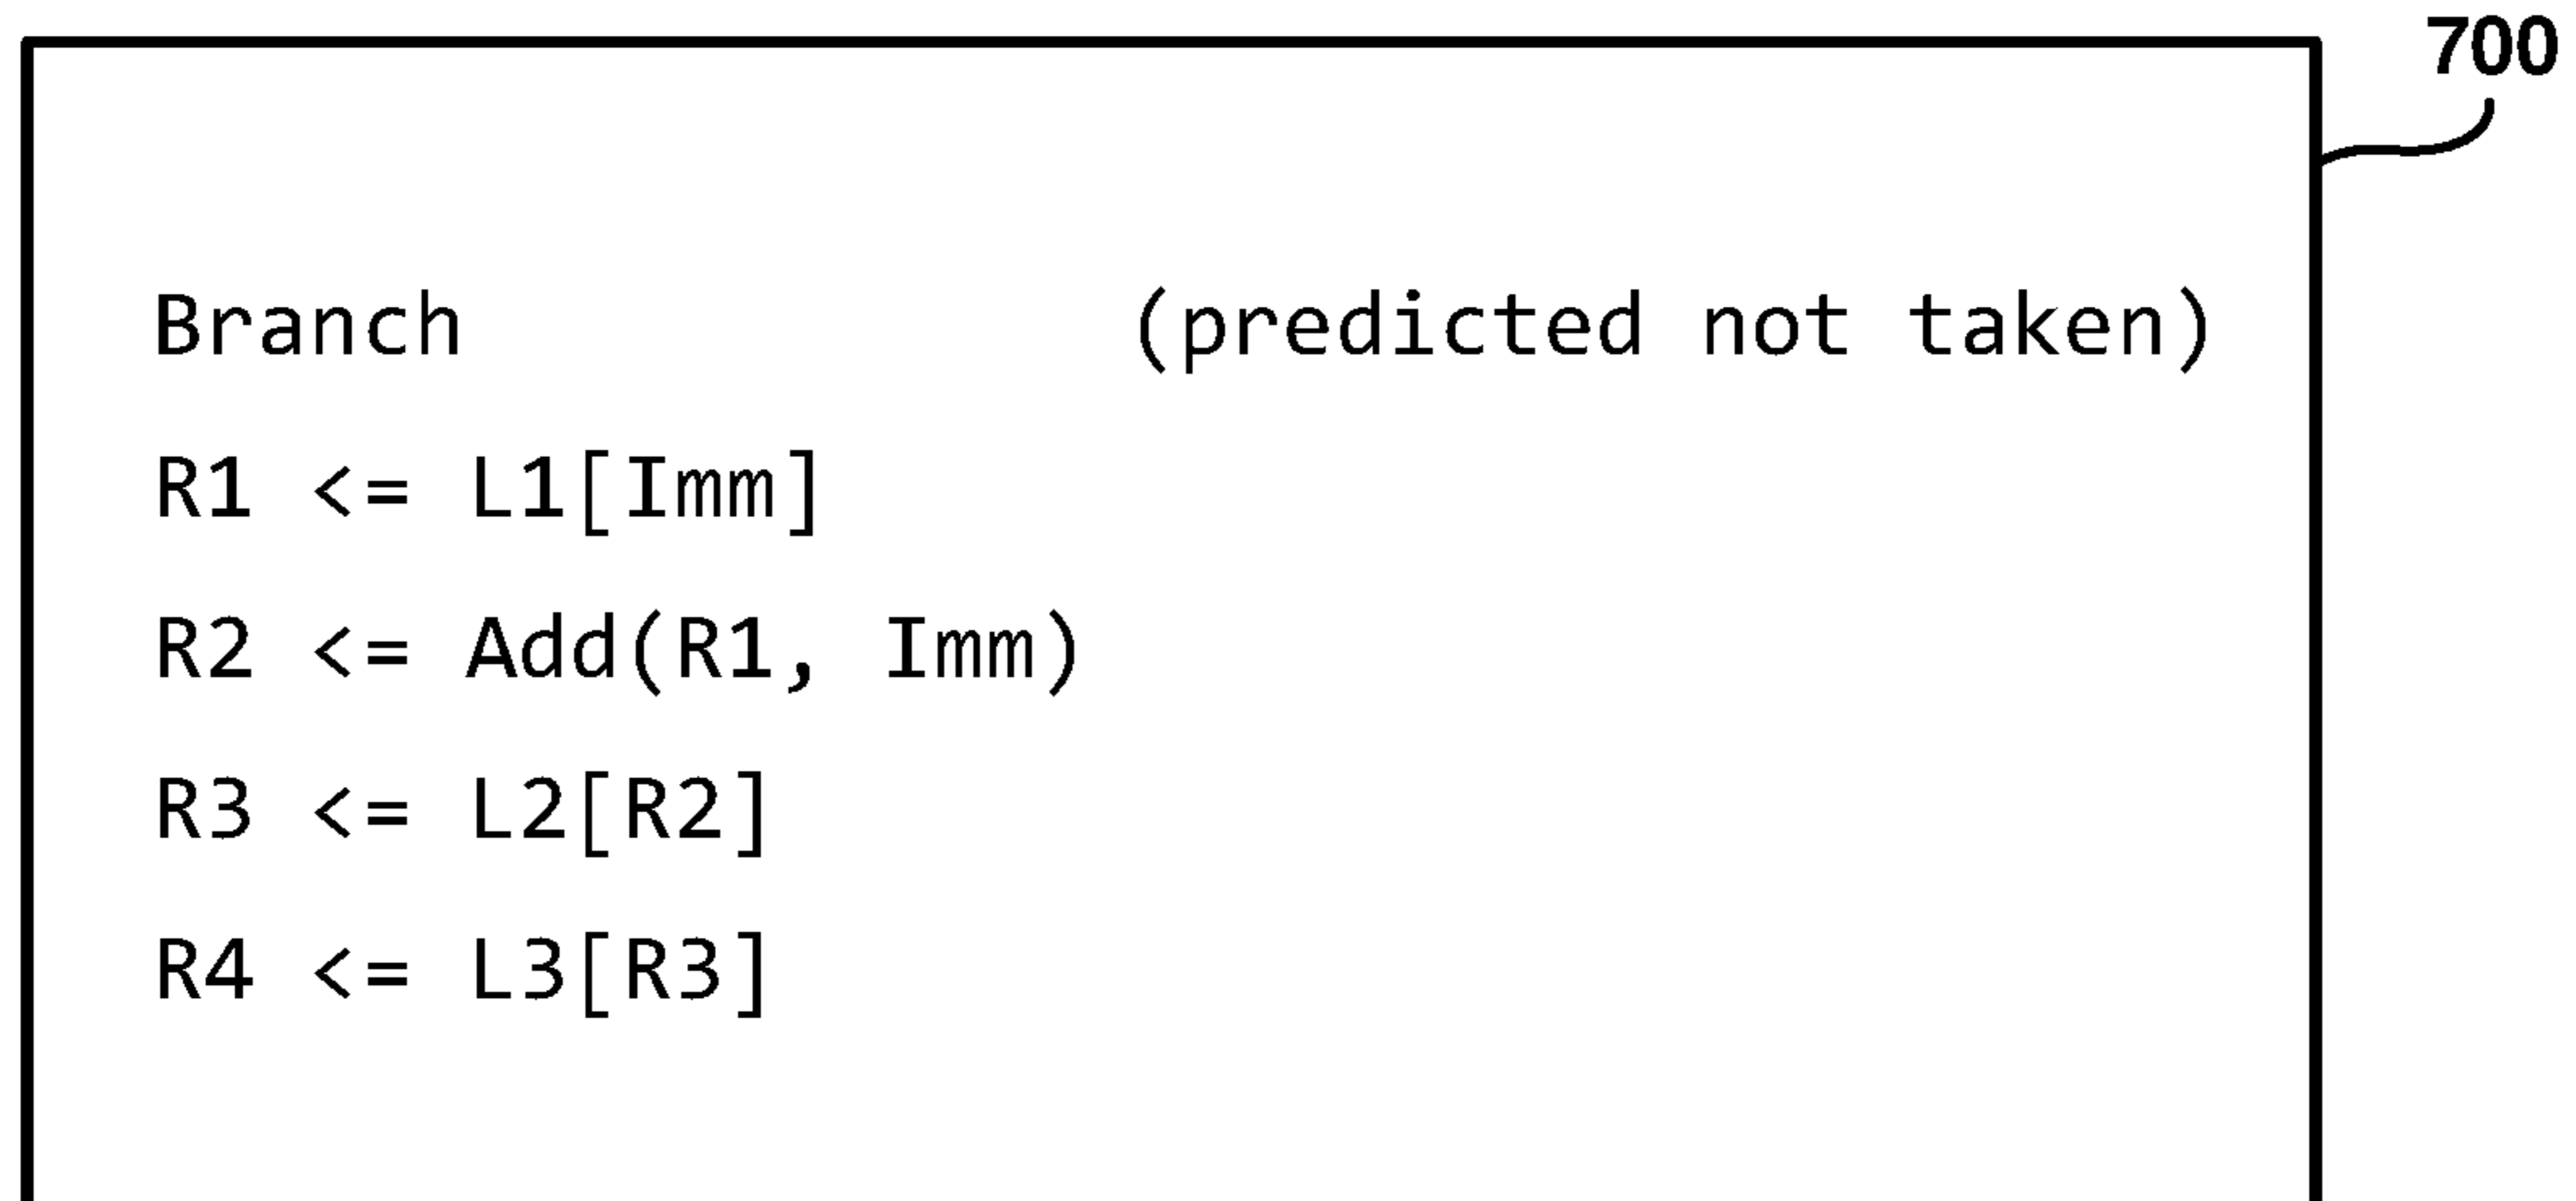 700
Branch (predicted not taken)
R1 <= L1[Imm]
R2 <= Add(R1, Imm)
R3 <= L2[R2]
R4 <= L3[R3]